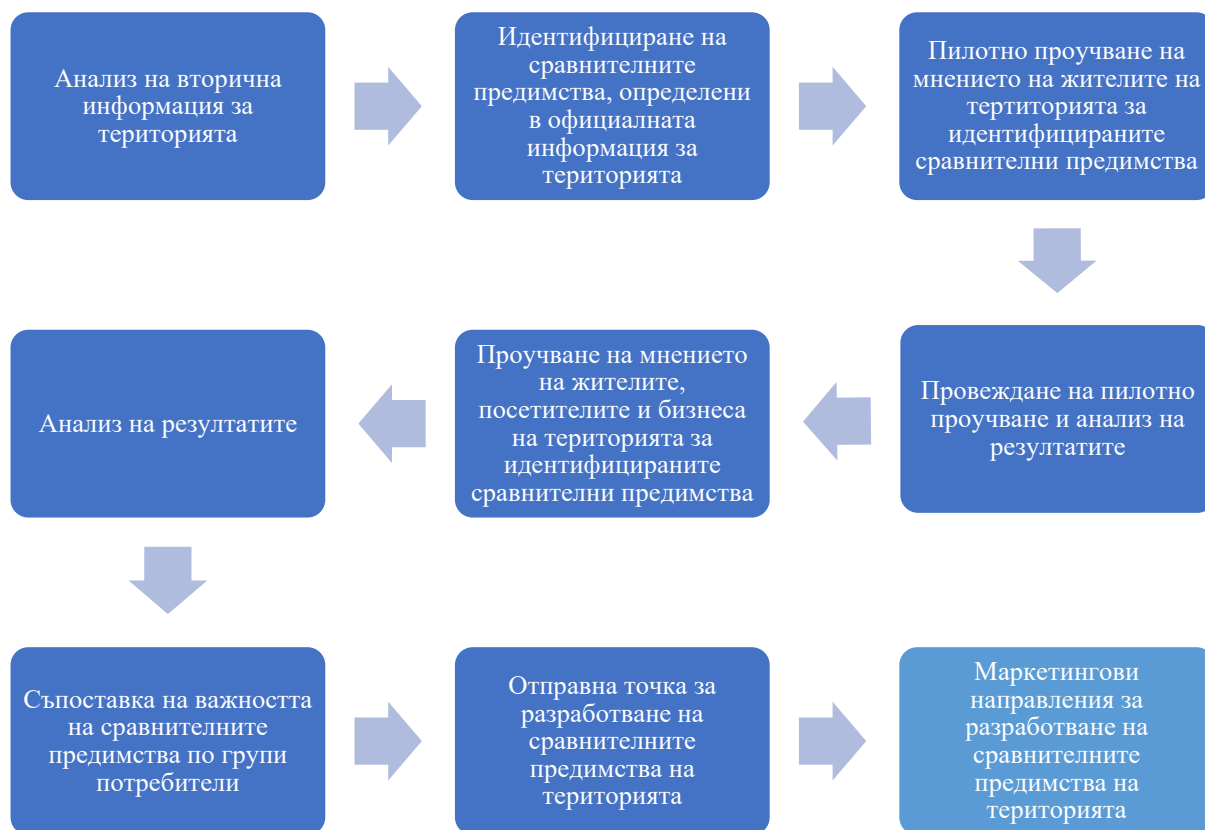 Анализ на вторична
информация за
територията
Идентифициране на
сравнителните
предимства, определени
в официалната
информация за
територията
Пилотно проучване на
мнението на жителите на
тертиторията за
идентифицираните
сравнителни предимства
Провеждане на пилотно
проучване и анализ на
резултатите
Проучване на мнението
на жителите,
посетителите и бизнеса
на територията за
идентифицираните
сравнителни предимства
Анализ на резултатите
Съпоставка на важността
на сравнителните
предимства по групи
потребители
Отправна точка за
разработване на
сравнителните
предимства на
територията
Маркетингови
направления за
разработване на
сравнителните
предимства на
територията